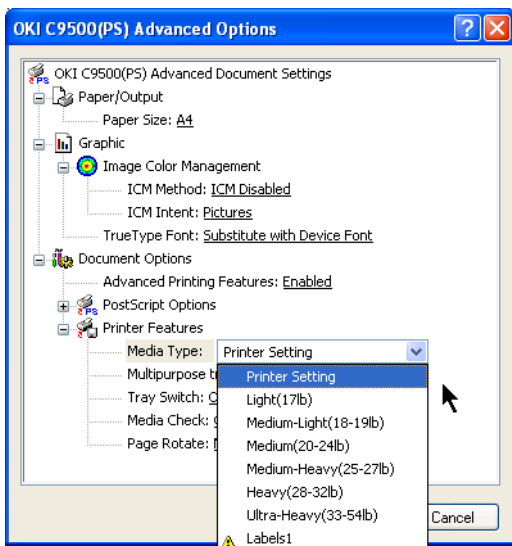 OKI C9500(PS) Advanced Options
OKI C9500(PS) Advanced Document Settings
Paper/Output
Paper Size: A4
Graphic
Image Color Management
ICM Method: ICM Disabled
ICM Intent: Pictures
TrueType Font: Substitute with Device Font
Document Options
Advanced Printing Features: Enabled
PostScript Options
Printer Features
Media Type: Printer Setting
Multipurpose
Printer Setting
Tray Switch:
Light(17lb)
Media Check:
Medium-Light(18-19lb)
Page Rotate:
Medium(20-24lb)
Medium-Heavy(25-27lb)
Heavy(28-32lb)
Ultra-Heavy(33-54lb)
Cancel
Labels1